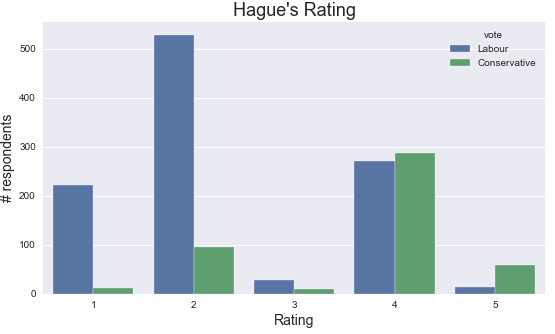 Hague's Rating
vote
Labour
Conservative
# respondents
500
400
300
200
100
0
1 2 3 4 5
Rating